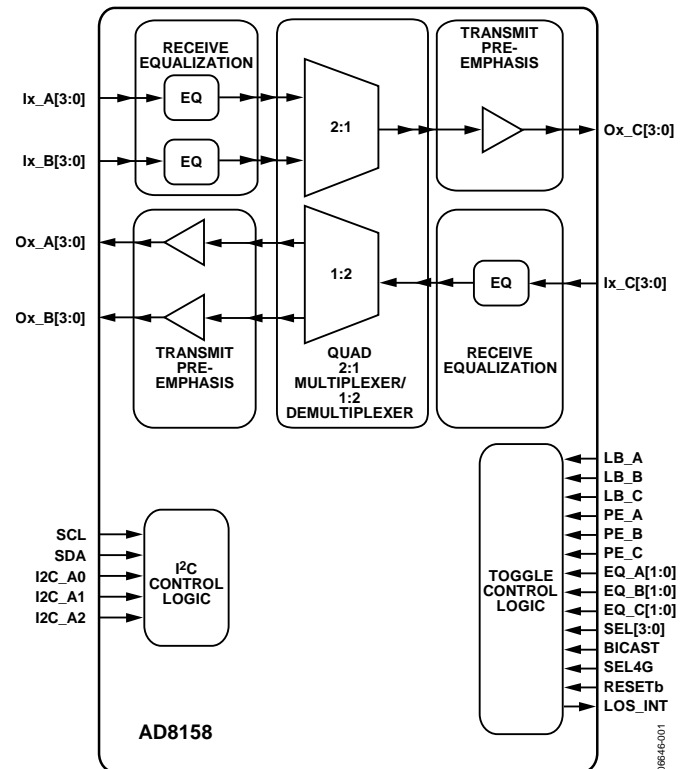 RECEIVE
EQUALIZATION
TRANSMIT
PRE-
EMPHASIS
Ix_A[3:0]
EQ
2:1
Ox_C[3:0]
Ix_B[3:0]
EQ
Ox_A[3:0]
1:2
EQ
Ix_C[3:0]
Ox_B[3:0]
TRANSMIT
PRE-
EMPHASIS
QUAD
2:1
MULTIPLEXER/
1:2
DEMULTIPLEXER
RECEIVE
EQUALIZATION
SCL
SDA
I2C_A0
I2C_A1
I2C_A2
I²C
CONTROL
LOGIC
TOGGLE
CONTROL
LOGIC
LB_A
LB_B
LB_C
PE_A
PE_B
PE_C
EQ_A[1:0]
EQ_B[1:0]
EQ_C[1:0]
SEL[3:0]
BICAST
SEL4G
RESETb
LOS_INT
AD8158
06646-001